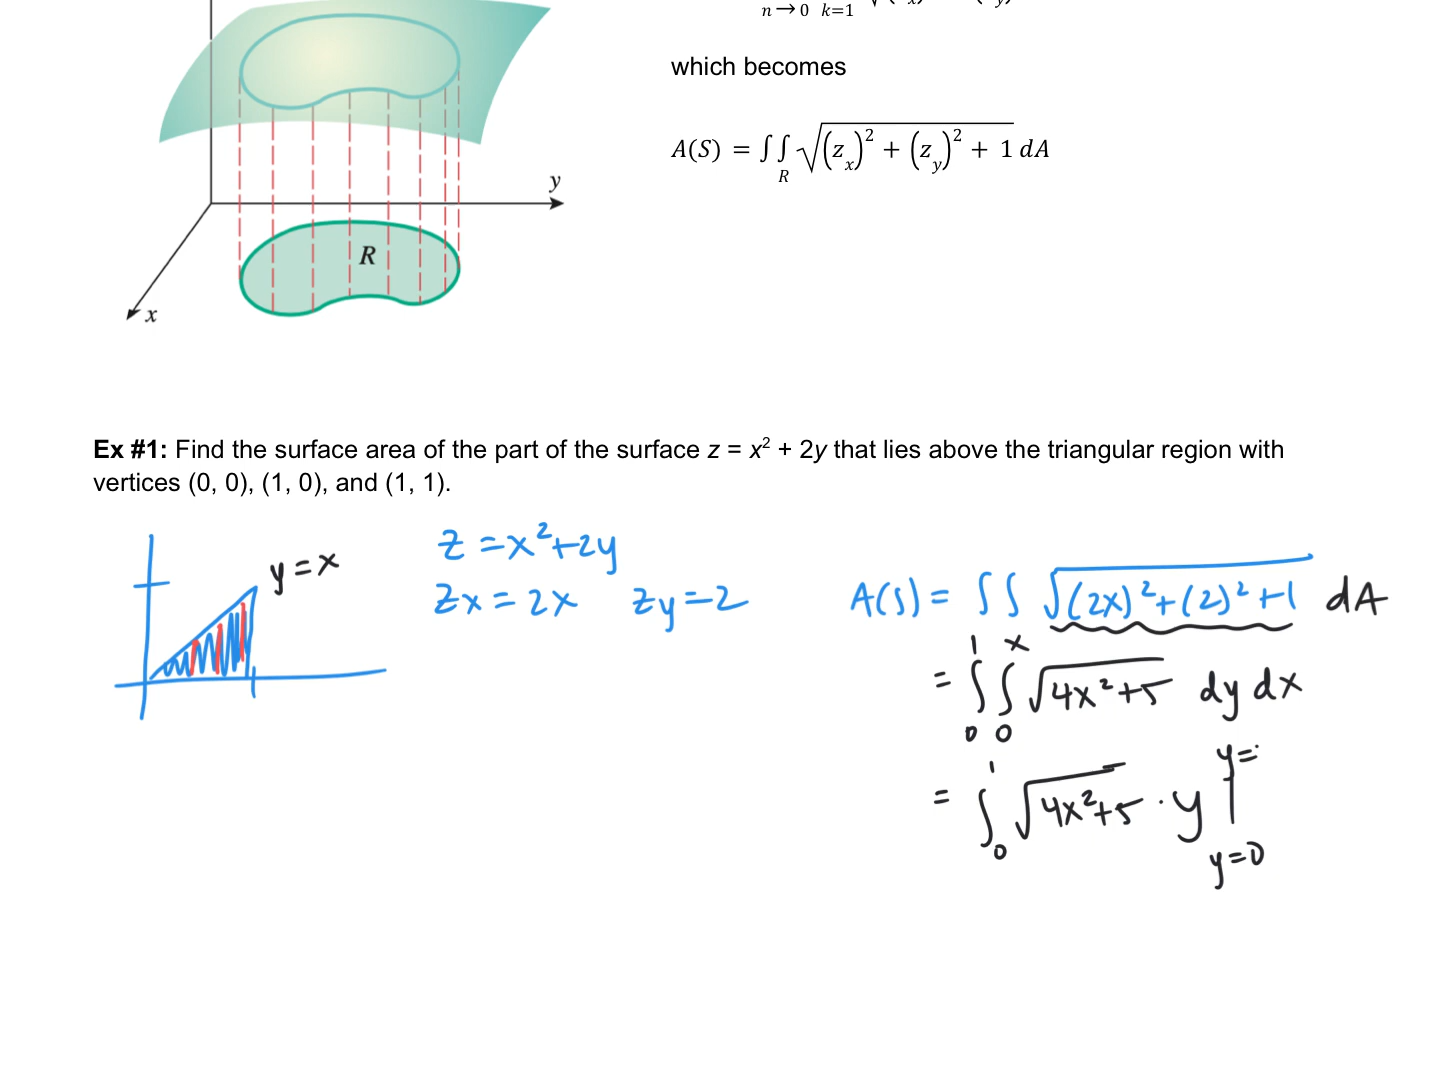 n → 0 k=1
which becomes
A(S) = ∫∫ √((z_x)² + (z_y)² + 1) dA
R
y
R
x
Ex #1: Find the surface area of the part of the surface z = x² + 2y that lies above the triangular region with
vertices (0, 0), (1, 0), and (1, 1).
y = x
z = x² + 2y
zx = 2x zy = 2
A(S) = ∫∫ √((2x)² + (2)² + 1) dA
= ∫₀¹ ∫₀ˣ √(4x² + 5) dy dx
= ∫₀¹ √(4x² + 5) · y |
y =
y = 0